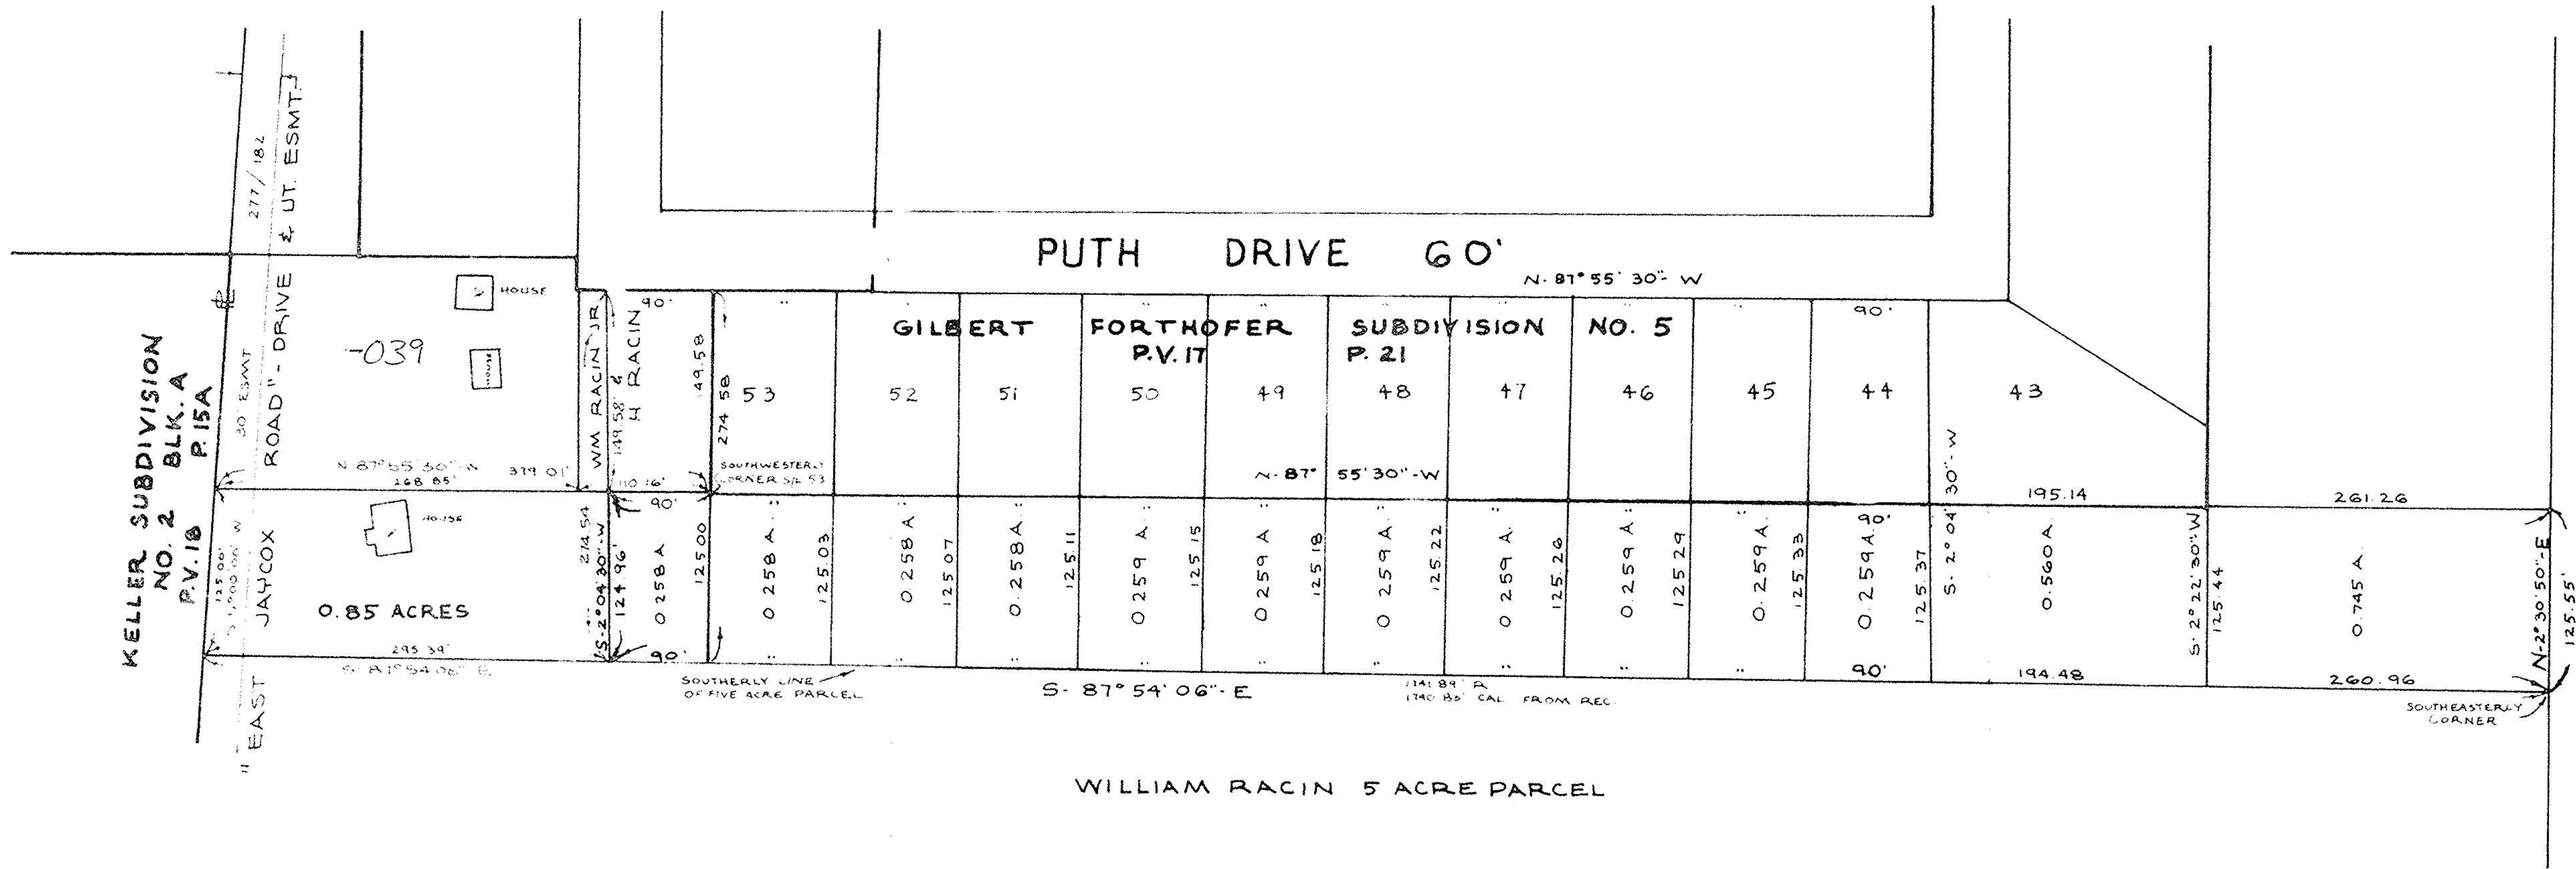 277/182
ROAD" - DRIVE & UT. ESMT.
30' ESMT
KELLER SUBDIVISION
NO. 2 BLK. A
P.V. 18 P. 15A
-039
HOUSE
HOUSE
PUTH DRIVE 60'
N-87°55'30"-W
WM RACIN JR.
&
H RACIN
149.58'
90'
149.58
274.58
"
"
"
"
"
"
"
"
90'
GILBERT FORTHOFER SUBDIVISION NO. 5
P.V. 17 P. 21
53
52
51
50
49
48
47
46
45
44
43
SOUTHWESTERLY
CORNER S/L 53
N-87° 55'30"-W
S-2°04'30"-W
N 87°55'30"-W 379.01'
268.85'
110.16'
195.14
261.26
HOUSE
125.06'
"EAST JAYCOX
0.85 ACRES
295.39'
274.54
S-2°04'30"-W
124.96'
90'
0.258 A
125.00
90'
0.258 A
125.03
0.258 A
125.07
0.258 A
125.11
0.259 A
125.15
0.259 A
125.18
0.259 A
125.22
0.259 A
125.26
0.259 A
125.29
0.259 A
125.33
90'
0.259 A
125.37
90'
0.560 A
S-2°22'30"-W
125.44
0.745 A
N-2°30'50"-E
125.55'
194.48
260.96
SOUTHERLY LINE
OF FIVE ACRE PARCEL
S-87°54'06"-E
1741.89' R
CAL FROM REC.
SOUTHEASTERLY
CORNER
WILLIAM RACIN 5 ACRE PARCEL